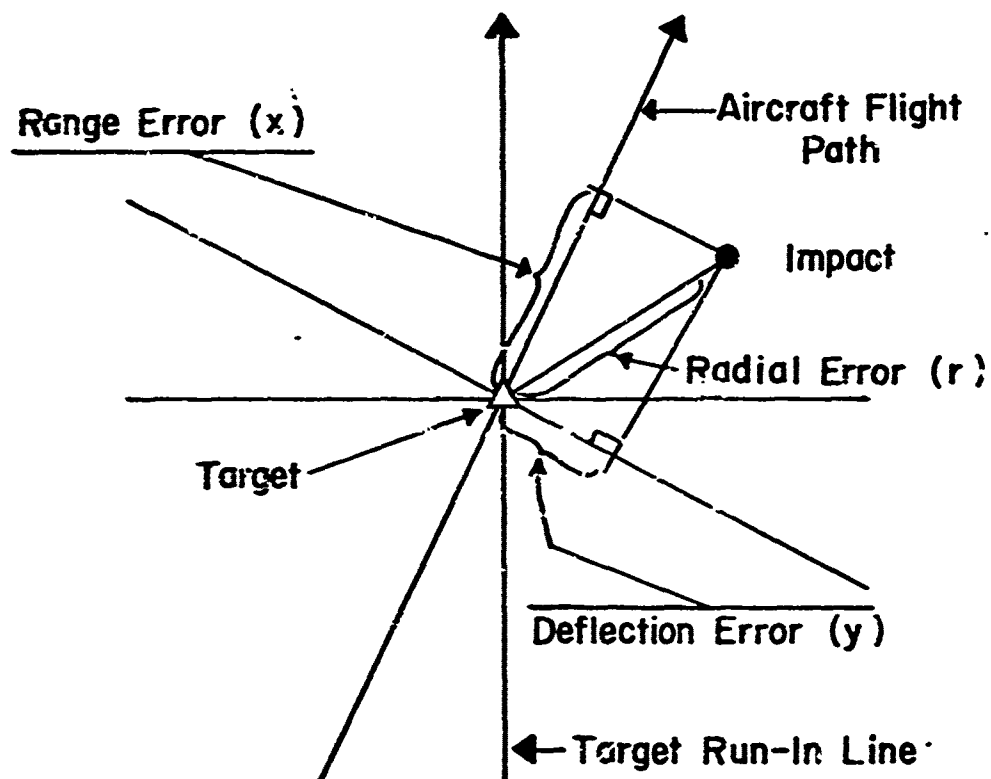 Range Error (x)
Aircraft Flight
Path
Impact
Radial Error (r)
Target
Deflection Error (y)
Target Run-In Line